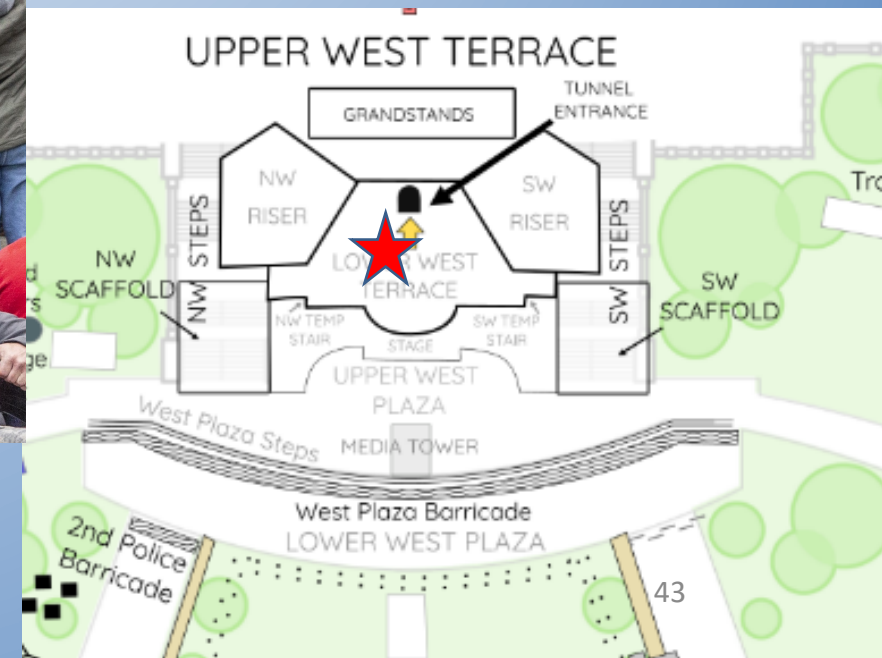 UPPER WEST TERRACE
TUNNEL
ENTRANCE
GRANDSTANDS
NW
RISER
SW
RISER
STEPS
NW
STEPS
SW
NW
SCAFFOLD
SW
SCAFFOLD
WEST
TERRACE
NW TEMP
STAIR
SW TEMP
STAIR
STAGE
UPPER WEST
PLAZA
West Plaza Steps
MEDIA TOWER
West Plaza Barricade
LOWER WEST PLAZA
2nd Police
Barricade
43